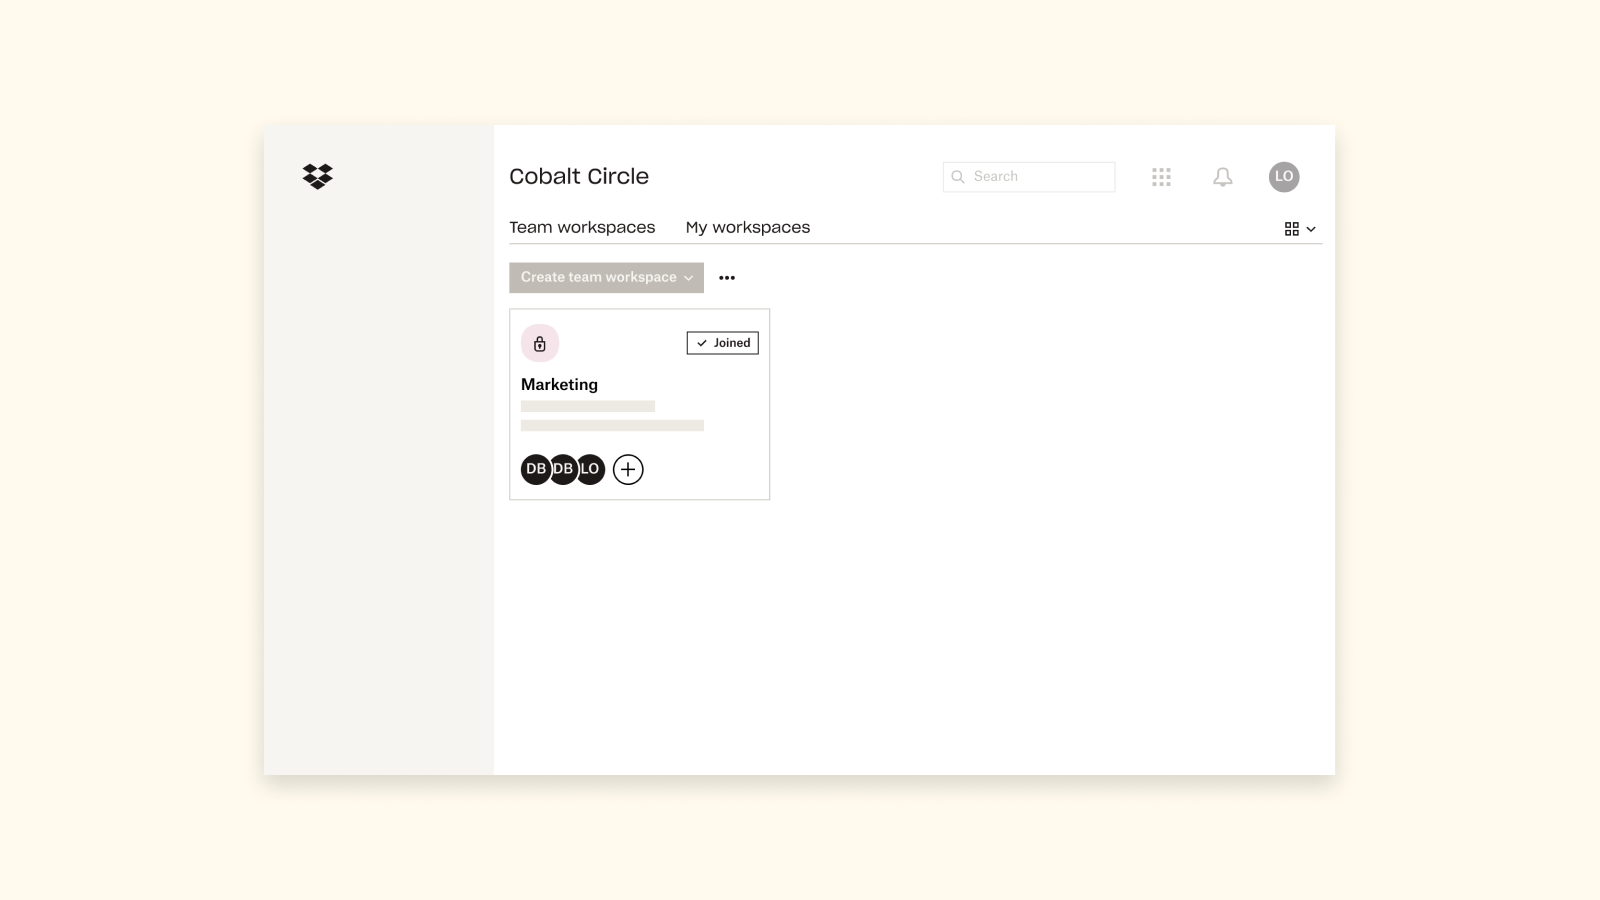 Cobalt Circle
Search
LO
Team workspaces
My workspaces
Create team workspace
Joined
Marketing
DB
DB
LO